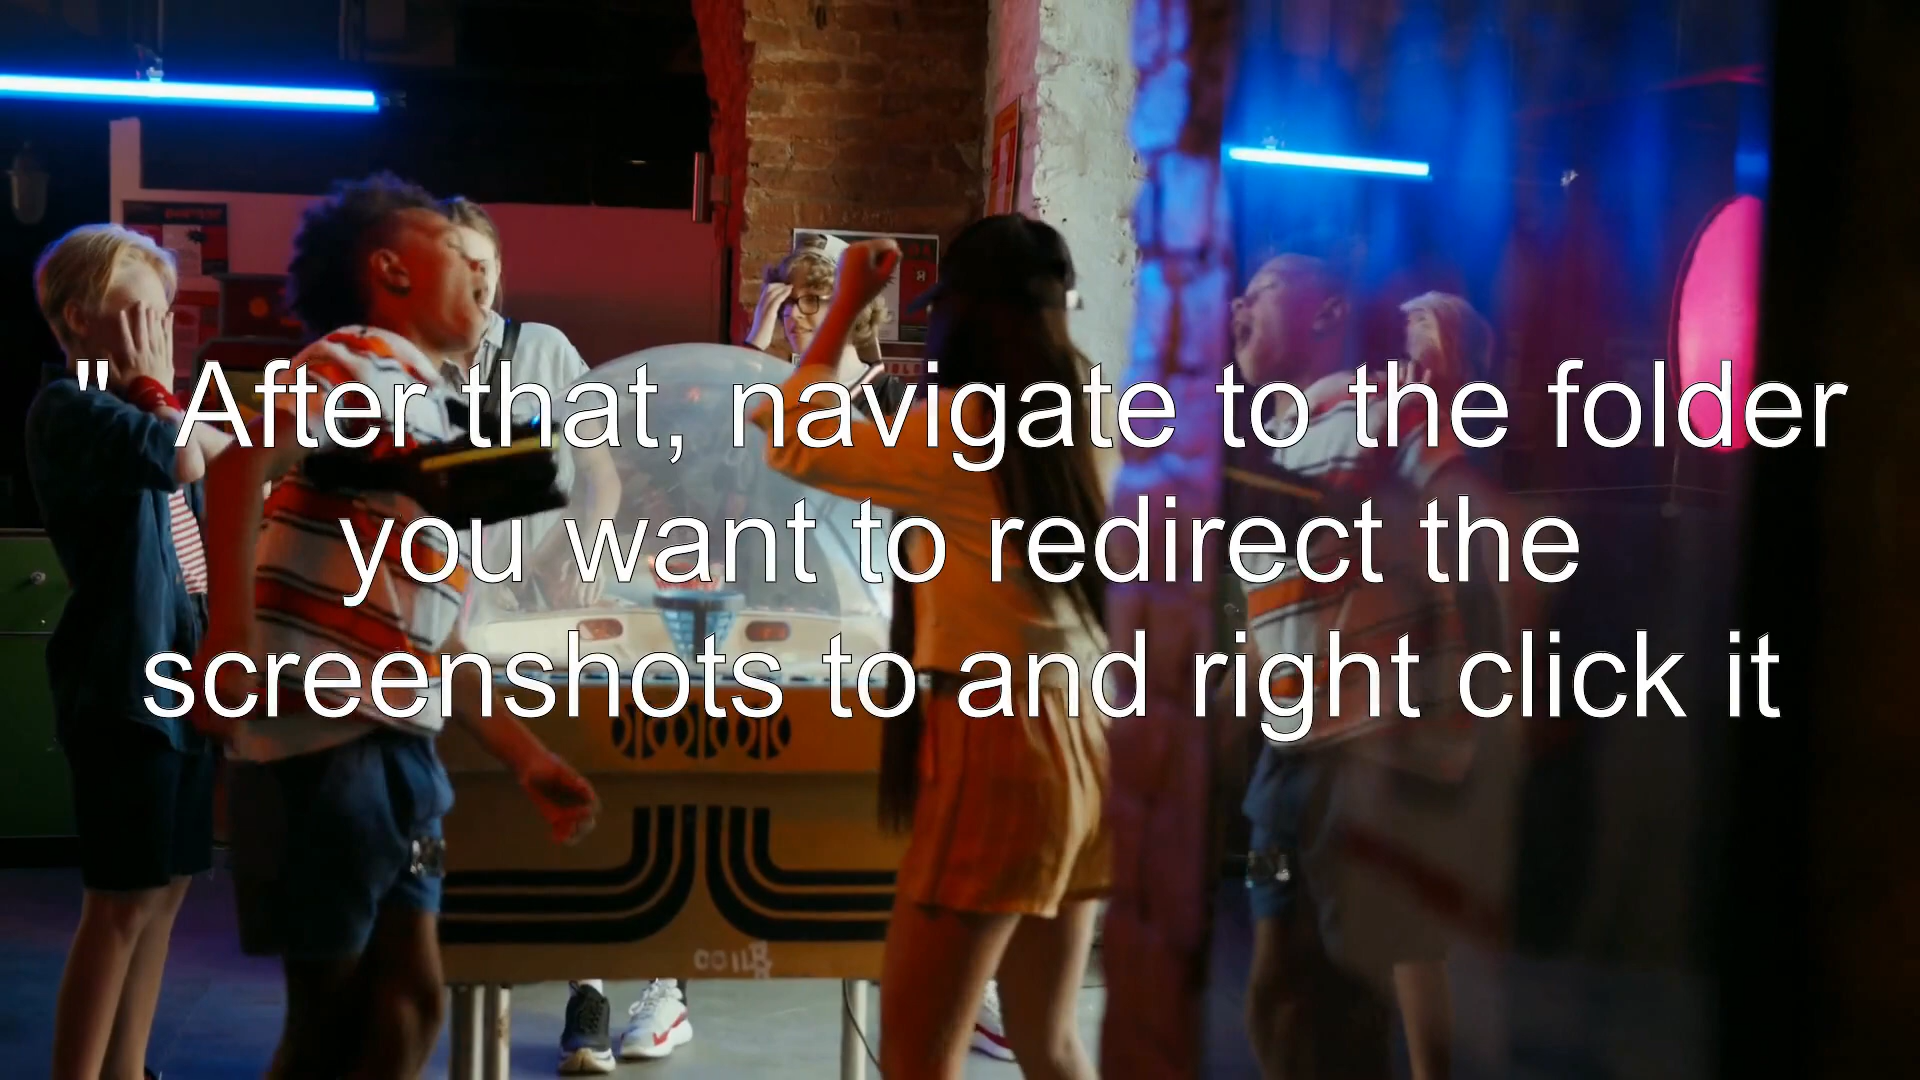 " After that, navigate to the folder
you want to redirect the
screenshots to and right click it